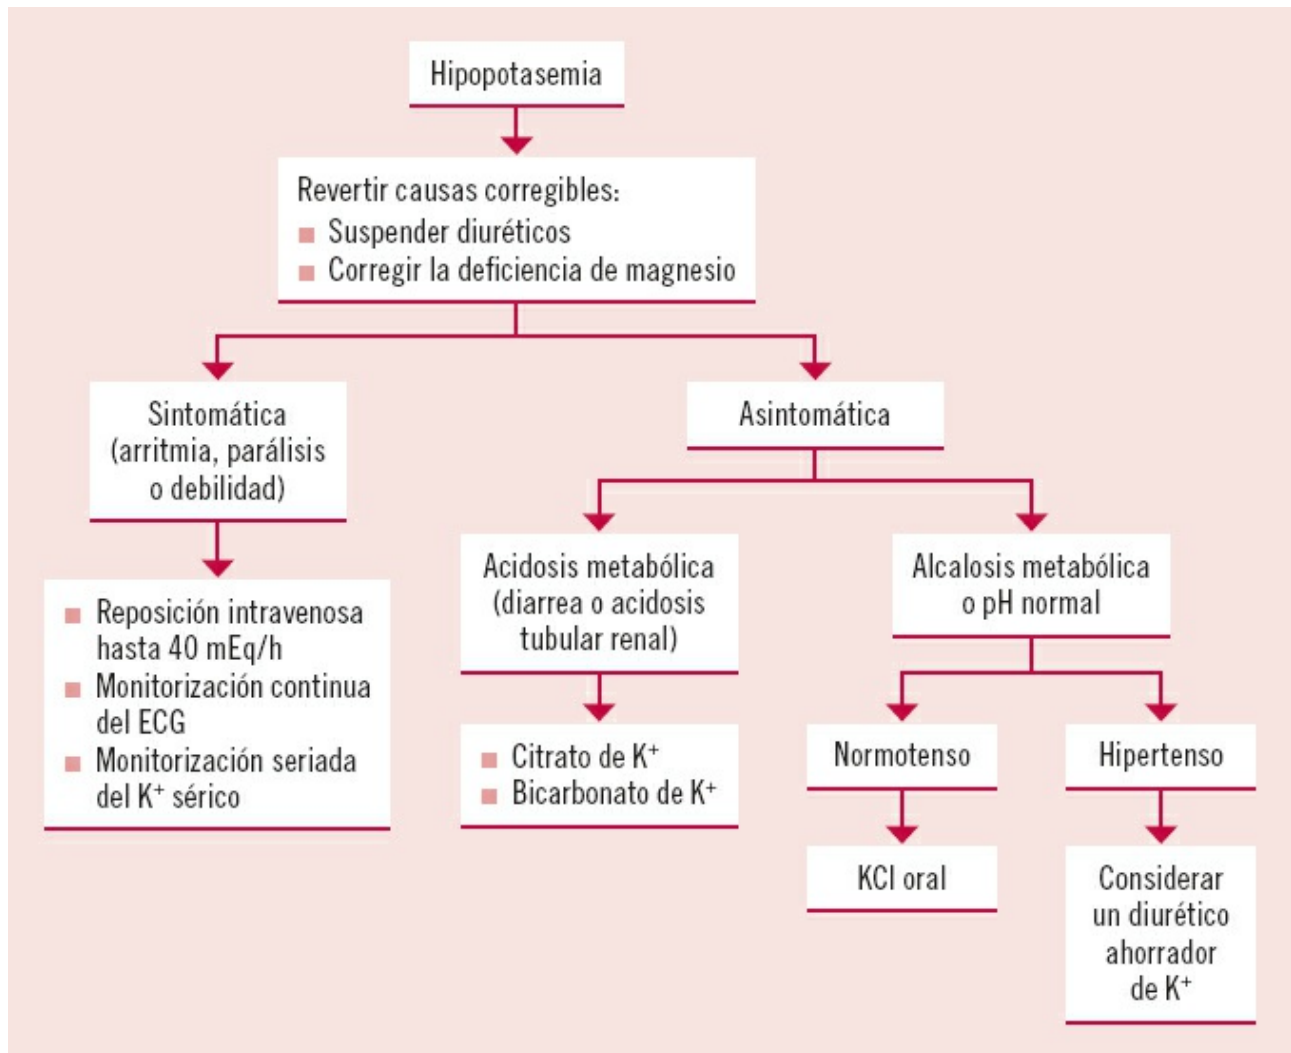 Hipopotasemia
Revertir causas corregibles:
■ Suspender diuréticos
■ Corregir la deficiencia de magnesio
Sintomática
(arritmia, parálisis
o debilidad)
Asintomática
■ Reposición intravenosa
hasta 40 mEq/h
■ Monitorización continua
del ECG
■ Monitorización seriada
del K⁺ sérico
Acidosis metabólica
(diarrea o acidosis
tubular renal)
■ Citrato de K⁺
■ Bicarbonato de K⁺
Alcalosis metabólica
o pH normal
Normotenso
KCl oral
Hipertenso
Considerar
un diurético
ahorrador
de K⁺